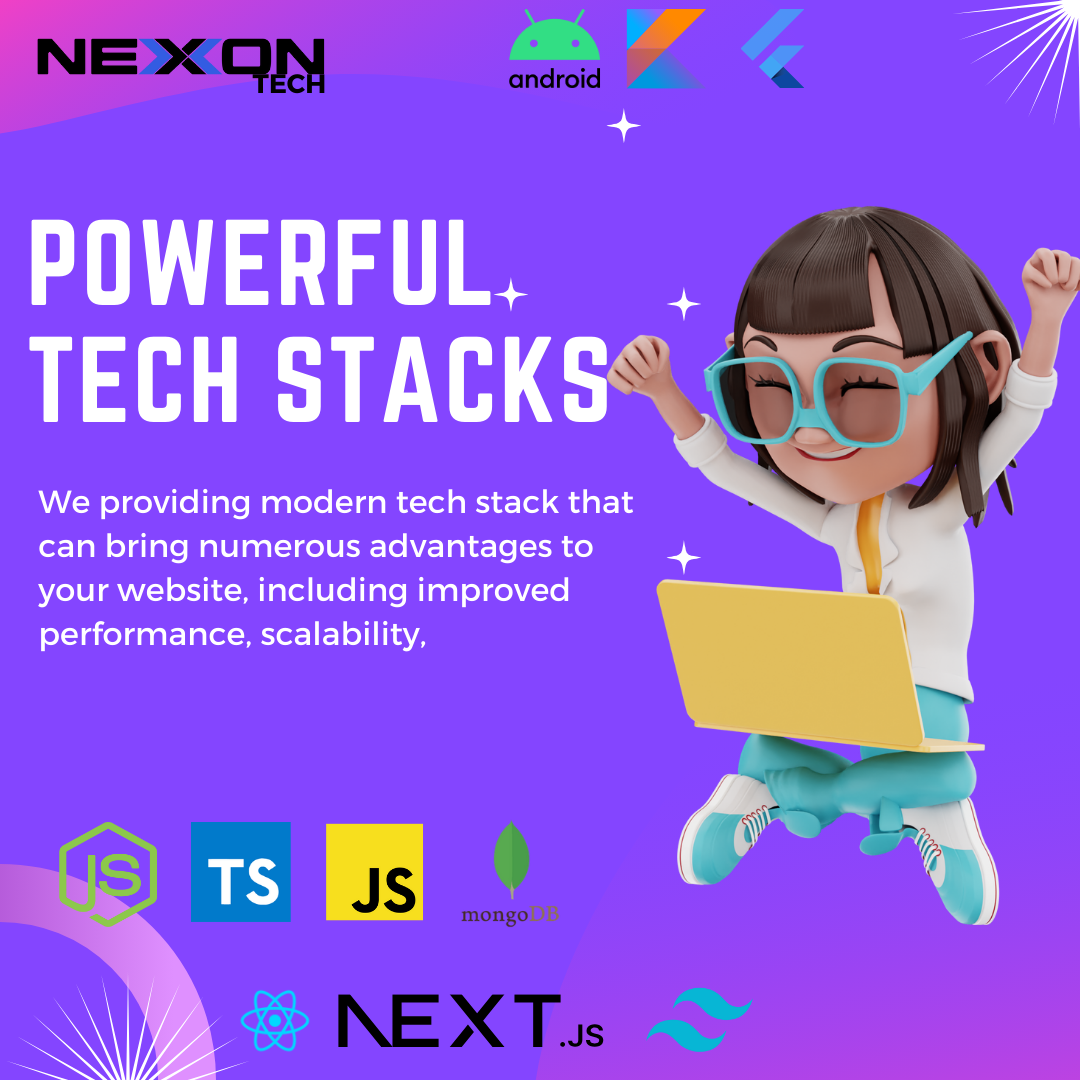 NEXON
TECH
android
POWERFUL
TECH STACKS
We providing modern tech stack that
can bring numerous advantages to
your website, including improved
performance, scalability,
JS
TS
JS
mongoDB
NEXT.JS